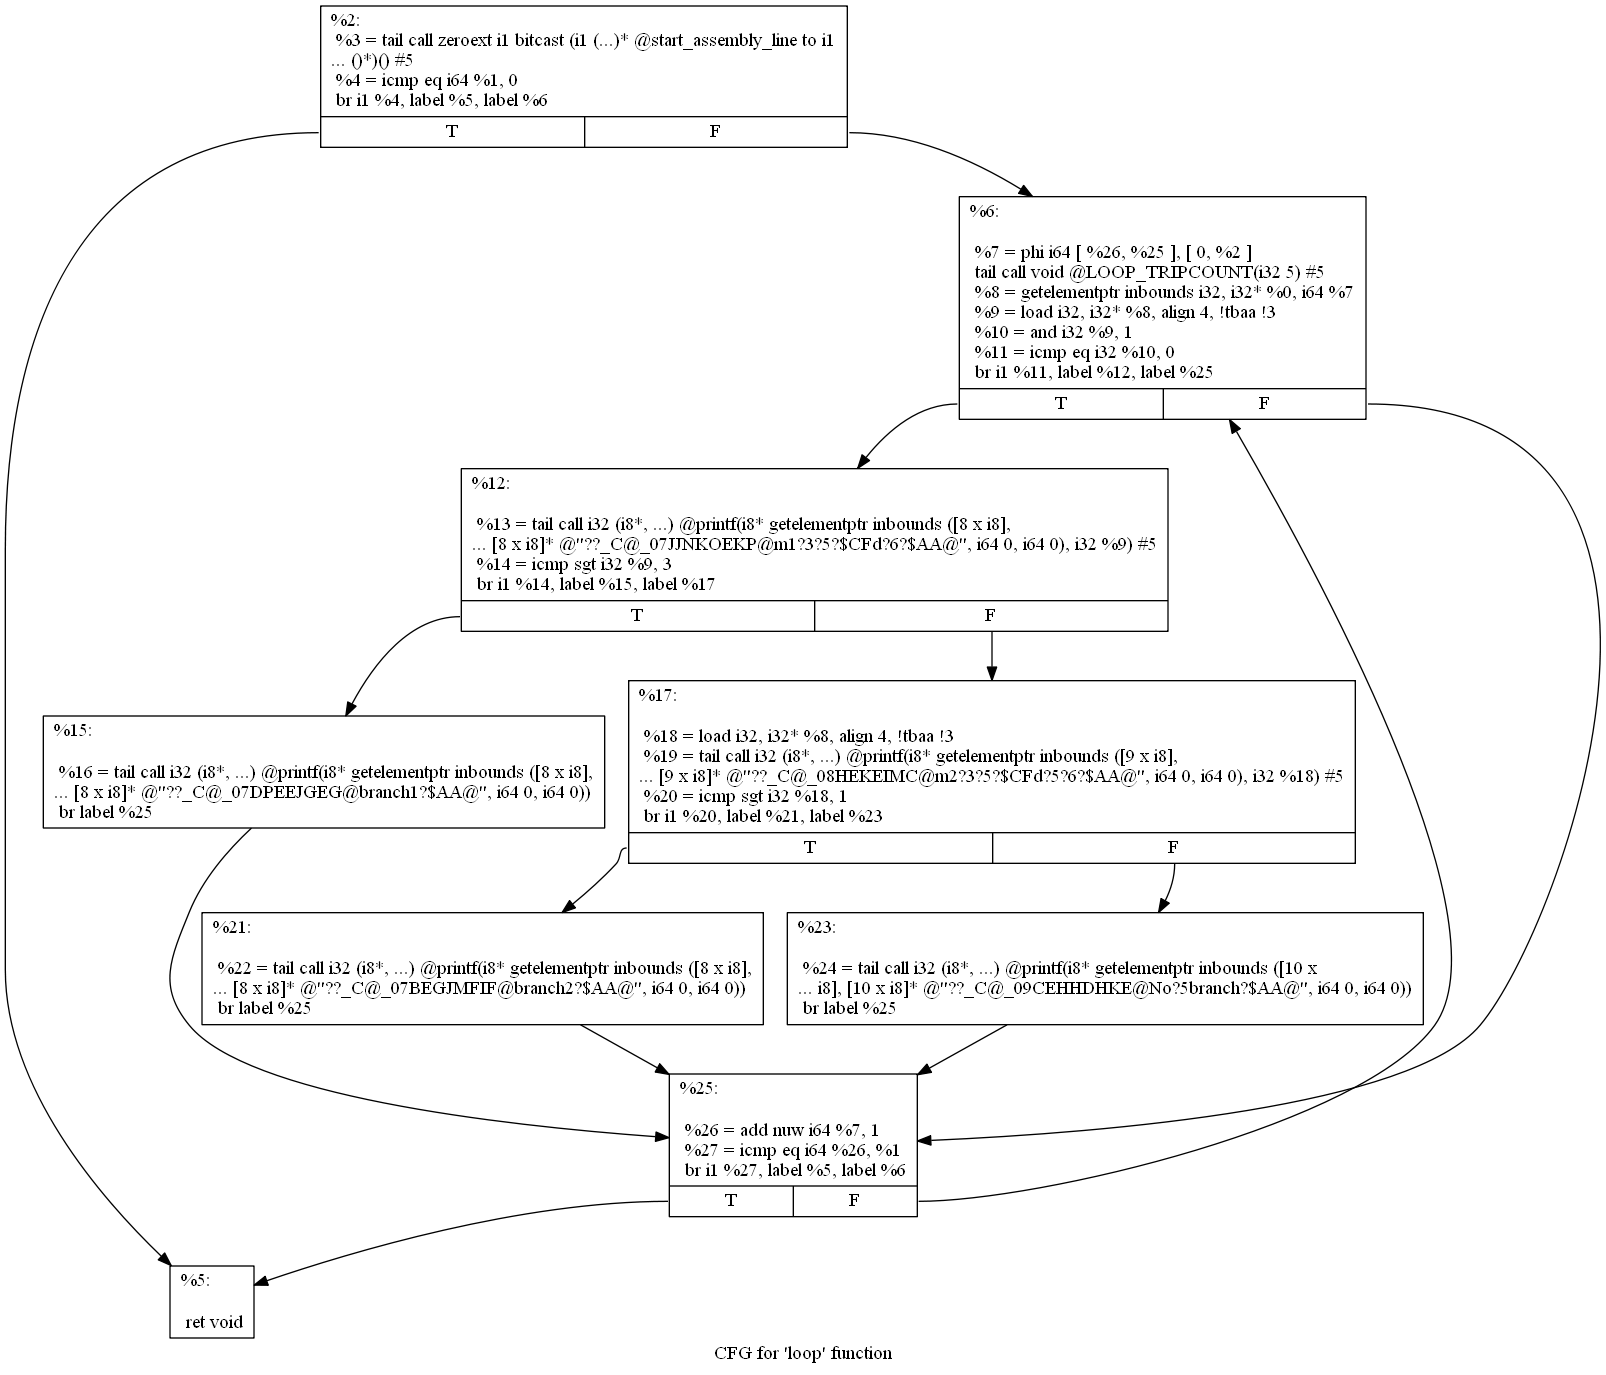 %2:
%3 = tail call zeroext i1 bitcast (i1 (...)* @start_assembly_line to i1
... ()*)() #5
%4 = icmp eq i64 %1, 0
br i1 %4, label %5, label %6
T
F
%6:
%7 = phi i64 [ %26, %25 ], [ 0, %2 ]
tail call void @LOOP_TRIPCOUNT(i32 5) #5
%8 = getelementptr inbounds i32, i32* %0, i64 %7
%9 = load i32, i32* %8, align 4, !tbaa !3
%10 = and i32 %9, 1
%11 = icmp eq i32 %10, 0
br i1 %11, label %12, label %25
T
F
%12:
%13 = tail call i32 (i8*, ...) @printf(i8* getelementptr inbounds ([8 x i8],
... [8 x i8]* @"??_C@_07JJNKOEKP@m1?3?5?$CFd?6?$AA@", i64 0, i64 0), i32 %9) #5
%14 = icmp sgt i32 %9, 3
br i1 %14, label %15, label %17
T
F
%15:
%16 = tail call i32 (i8*, ...) @printf(i8* getelementptr inbounds ([8 x i8],
... [8 x i8]* @"??_C@_07DPEEJGEG@branch1?$AA@", i64 0, i64 0))
br label %25
%17:
%18 = load i32, i32* %8, align 4, !tbaa !3
%19 = tail call i32 (i8*, ...) @printf(i8* getelementptr inbounds ([9 x i8],
... [9 x i8]* @"??_C@_08HEKEIMC@m2?3?5?$CFd?5?6?$AA@", i64 0, i64 0), i32 %18) #5
%20 = icmp sgt i32 %18, 1
br i1 %20, label %21, label %23
T
F
%21:
%22 = tail call i32 (i8*, ...) @printf(i8* getelementptr inbounds ([8 x i8],
... [8 x i8]* @"??_C@_07BEGJMFIF@branch2?$AA@", i64 0, i64 0))
br label %25
%23:
%24 = tail call i32 (i8*, ...) @printf(i8* getelementptr inbounds ([10 x
... i8], [10 x i8]* @"??_C@_09CEHHDHKE@No?5branch?$AA@", i64 0, i64 0))
br label %25
%25:
%26 = add nuw i64 %7, 1
%27 = icmp eq i64 %26, %1
br i1 %27, label %5, label %6
T
F
%5:
ret void
CFG for 'loop' function